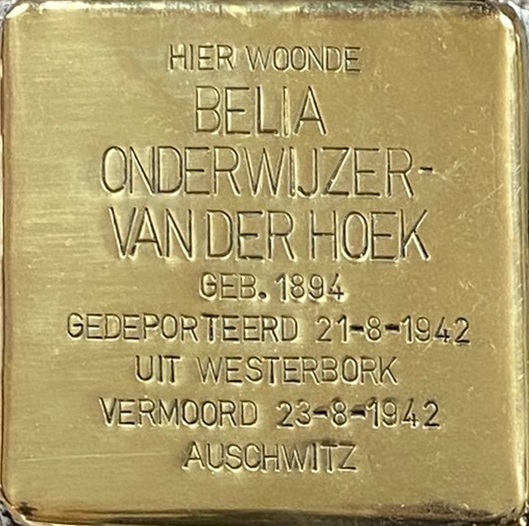 HIER WOONDE
BELIA
ONDERWIJZER-
VAN DER HOEK
GEB. 1894
GEDEPORTEERD 21-8-1942
UIT WESTERBORK
VERMOORD 23-8-1942
AUSCHWITZ